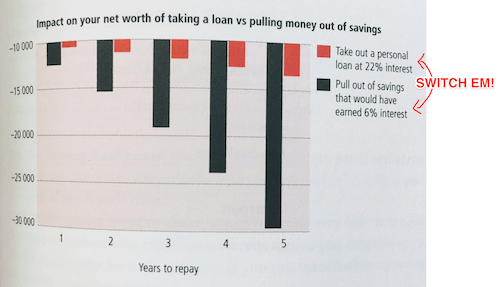 Impact on your net worth of taking a loan vs pulling money out of savings
–10 000
–15 000
–20 000
–25 000
–30 000
1 2 3 4 5
Years to repay
Take out a personal
loan at 22% interest
Pull out of savings
that would have
earned 6% interest
SWITCH EM!